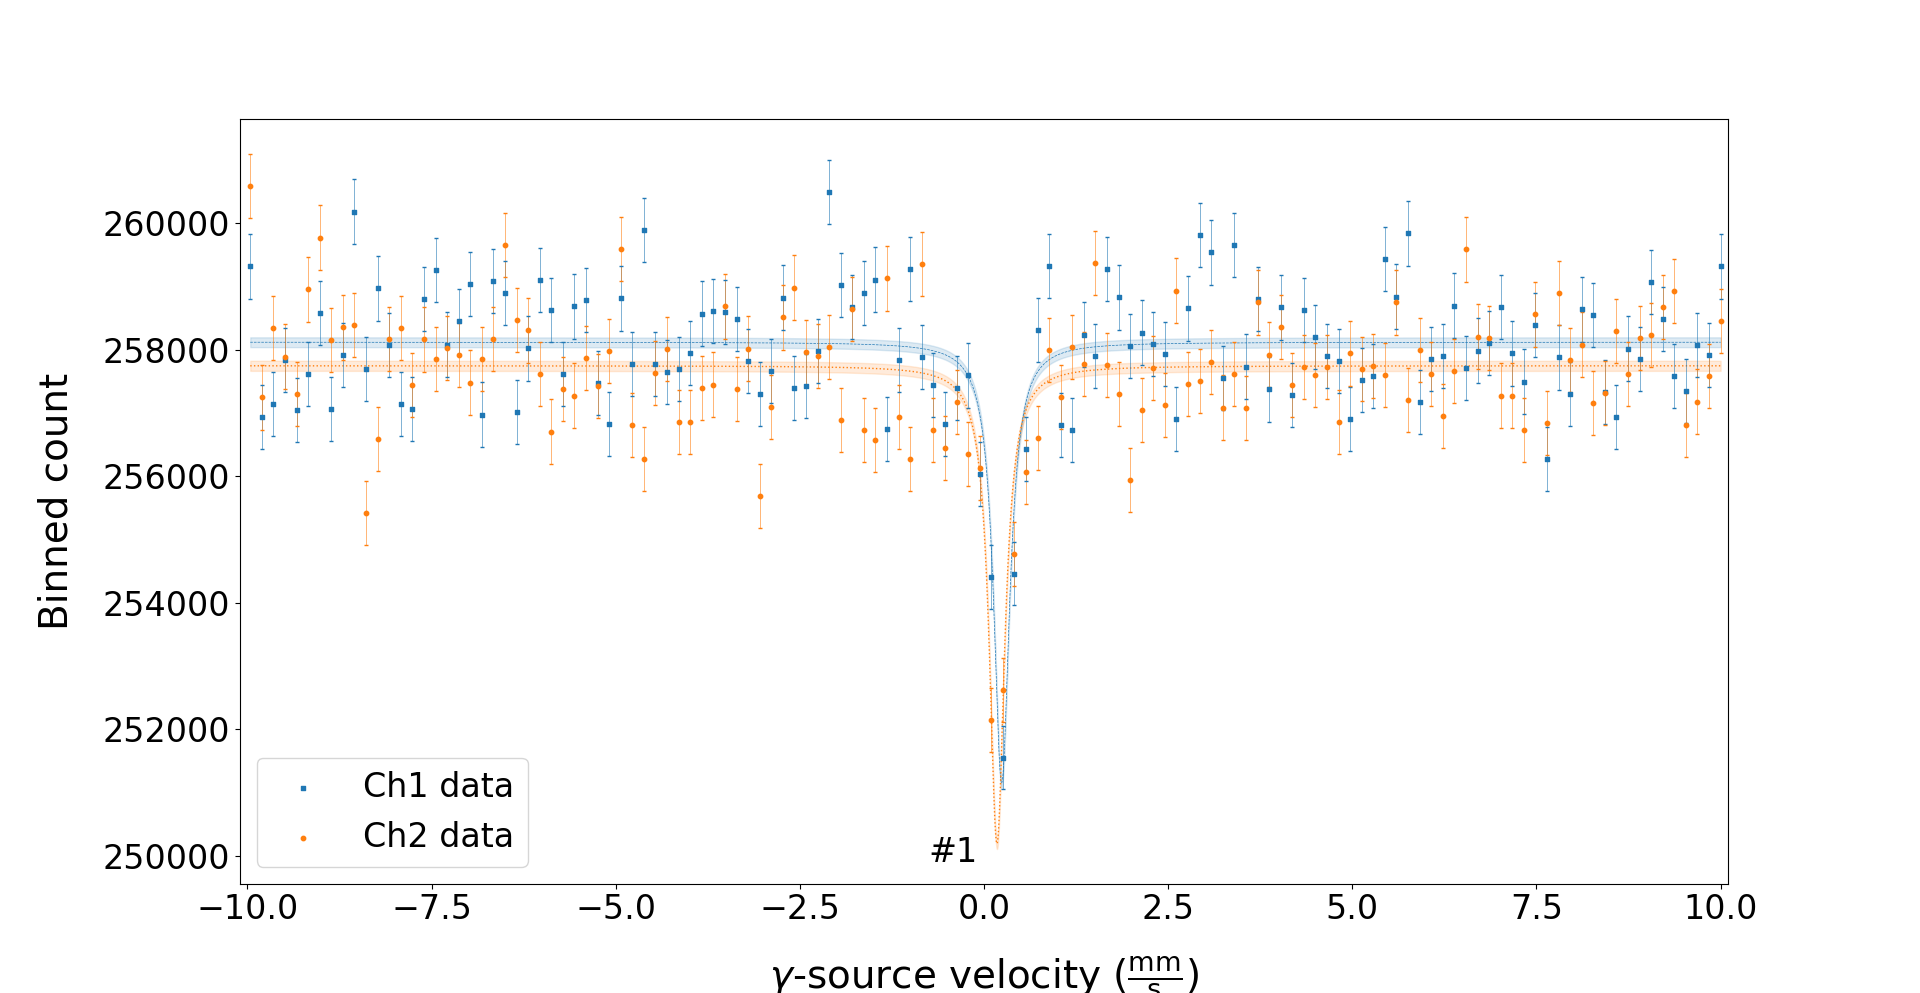 Binned count
260000
258000
256000
254000
252000
250000
Ch1 data
Ch2 data
#1
−10.0 −7.5 −5.0 −2.5 0.0 2.5 5.0 7.5 10.0
γ-source velocity (mm/s)